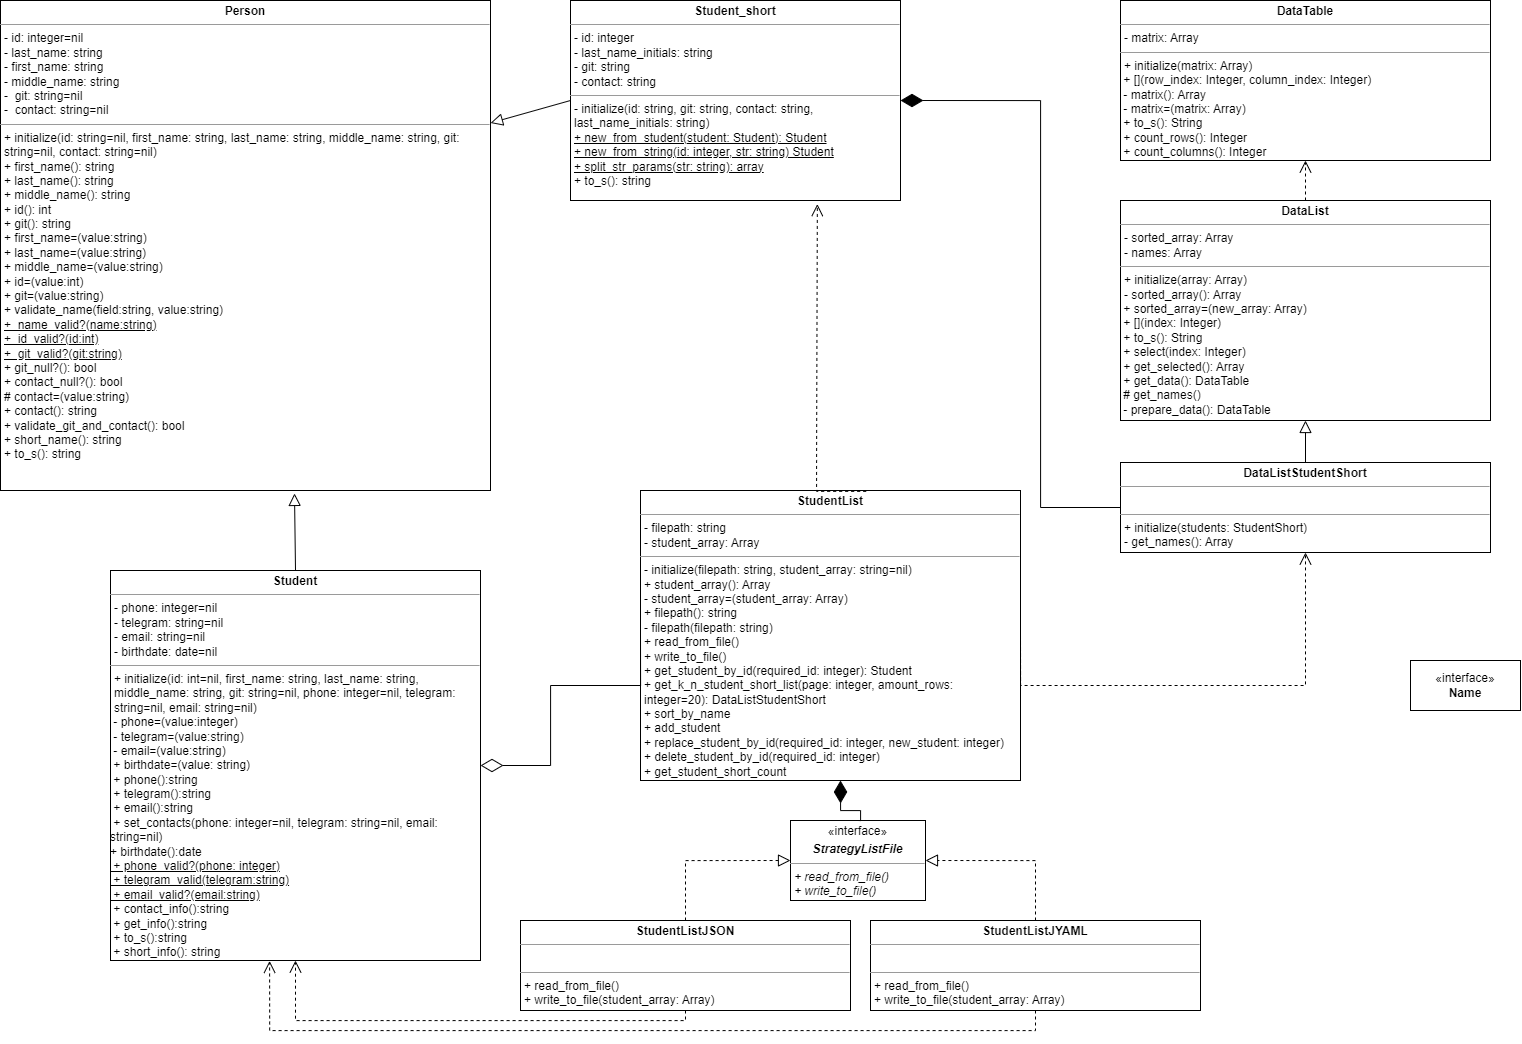 Person
- id: integer=nil
- last_name: string
- first_name: string
- middle_name: string
-  git: string=nil
-  contact: string=nil
+ initialize(id: string=nil, first_name: string, last_name: string, middle_name: string, git:
string=nil, contact: string=nil)
+ first_name(): string
+ last_name(): string
+ middle_name(): string
+ id(): int
+ git(): string
+ first_name=(value:string)
+ last_name=(value:string)
+ middle_name=(value:string)
+ id=(value:int)
+ git=(value:string)
+ validate_name(field:string, value:string)
+  name_valid?(name:string)
+  id_valid?(id:int)
+  git_valid?(git:string)
+ git_null?(): bool
+ contact_null?(): bool
# contact=(value:string)
+ contact(): string
+ validate_git_and_contact(): bool
+ short_name(): string
+ to_s(): string
Student_short
- id: integer
- last_name_initials: string
- git: string
- contact: string
- initialize(id: string, git: string, contact: string,
last_name_initials: string)
+ new_from_student(student: Student): Student
+ new_from_string(id: integer, str: string) Student
+ split_str_params(str: string): array
+ to_s(): string
DataTable
- matrix: Array
+ initialize(matrix: Array)
+ [](row_index: Integer, column_index: Integer)
- matrix(): Array
- matrix=(matrix: Array)
+ to_s(): String
+ count_rows(): Integer
+ count_columns(): Integer
DataList
- sorted_array: Array
- names: Array
+ initialize(array: Array)
- sorted_array(): Array
+ sorted_array=(new_array: Array)
+ [](index: Integer)
+ to_s(): String
+ select(index: Integer)
+ get_selected(): Array
+ get_data(): DataTable
# get_names()
- prepare_data(): DataTable
DataListStudentShort
+ initialize(students: StudentShort)
- get_names(): Array
StudentList
- filepath: string
- student_array: Array
- initialize(filepath: string, student_array: string=nil)
+ student_array(): Array
- student_array=(student_array: Array)
+ filepath(): string
- filepath(filepath: string)
+ read_from_file()
+ write_to_file()
+ get_student_by_id(required_id: integer): Student
+ get_k_n_student_short_list(page: integer, amount_rows:
integer=20): DataListStudentShort
+ sort_by_name
+ add_student
+ replace_student_by_id(required_id: integer, new_student: integer)
+ delete_student_by_id(required_id: integer)
+ get_student_short_count
Student
- phone: integer=nil
- telegram: string=nil
- email: string=nil
- birthdate: date=nil
+ initialize(id: int=nil, first_name: string, last_name: string,
middle_name: string, git: string=nil, phone: integer=nil, telegram:
string=nil, email: string=nil)
- phone=(value:integer)
- telegram=(value:string)
- email=(value:string)
+ birthdate=(value: string)
+ phone():string
+ telegram():string
+ email():string
+ set_contacts(phone: integer=nil, telegram: string=nil, email:
string=nil)
+ birthdate():date
+ phone_valid?(phone: integer)
+ telegram_valid(telegram:string)
+ email_valid?(email:string)
+ contact_info():string
+ get_info():string
+ to_s():string
+ short_info(): string
«interface»
Name
«interface»
StrategyListFile
+ read_from_file()
+ write_to_file()
StudentListJSON
+ read_from_file()
+ write_to_file(student_array: Array)
StudentListJYAML
+ read_from_file()
+ write_to_file(student_array: Array)